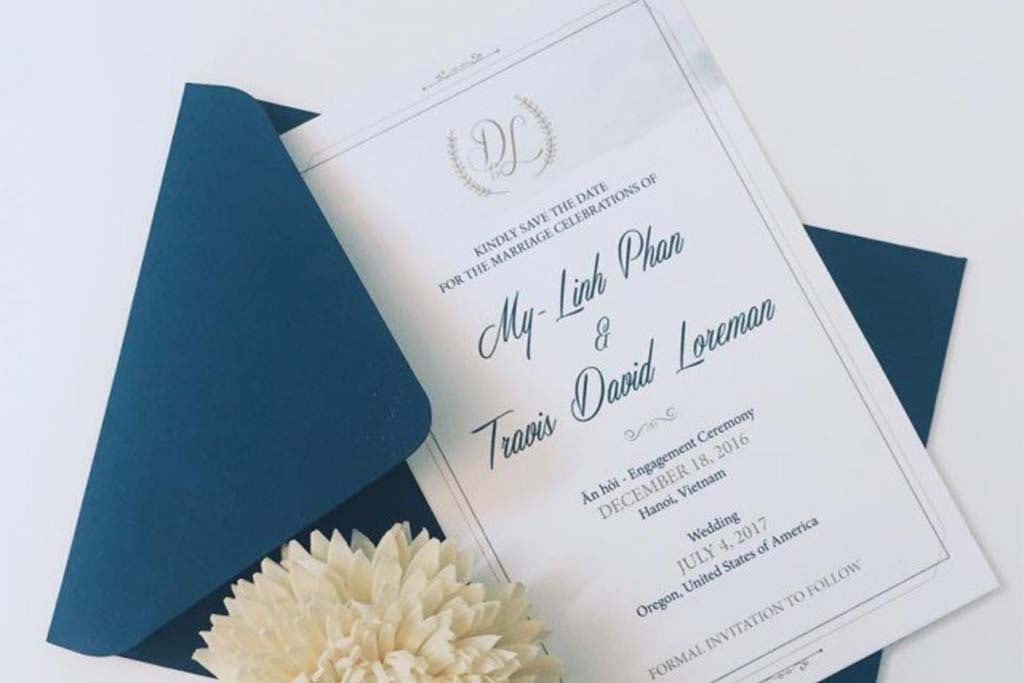 DL
KINDLY SAVE THE DATE
FOR THE MARRIAGE CELEBRATIONS OF
My-Linh Phan
&
Travis David Loreman
Ăn hỏi - Engagement Ceremony
DECEMBER 18, 2016
Hanoi, Vietnam
Wedding
JULY 4, 2017
Oregon, United States of America
FORMAL INVITATION TO FOLLOW